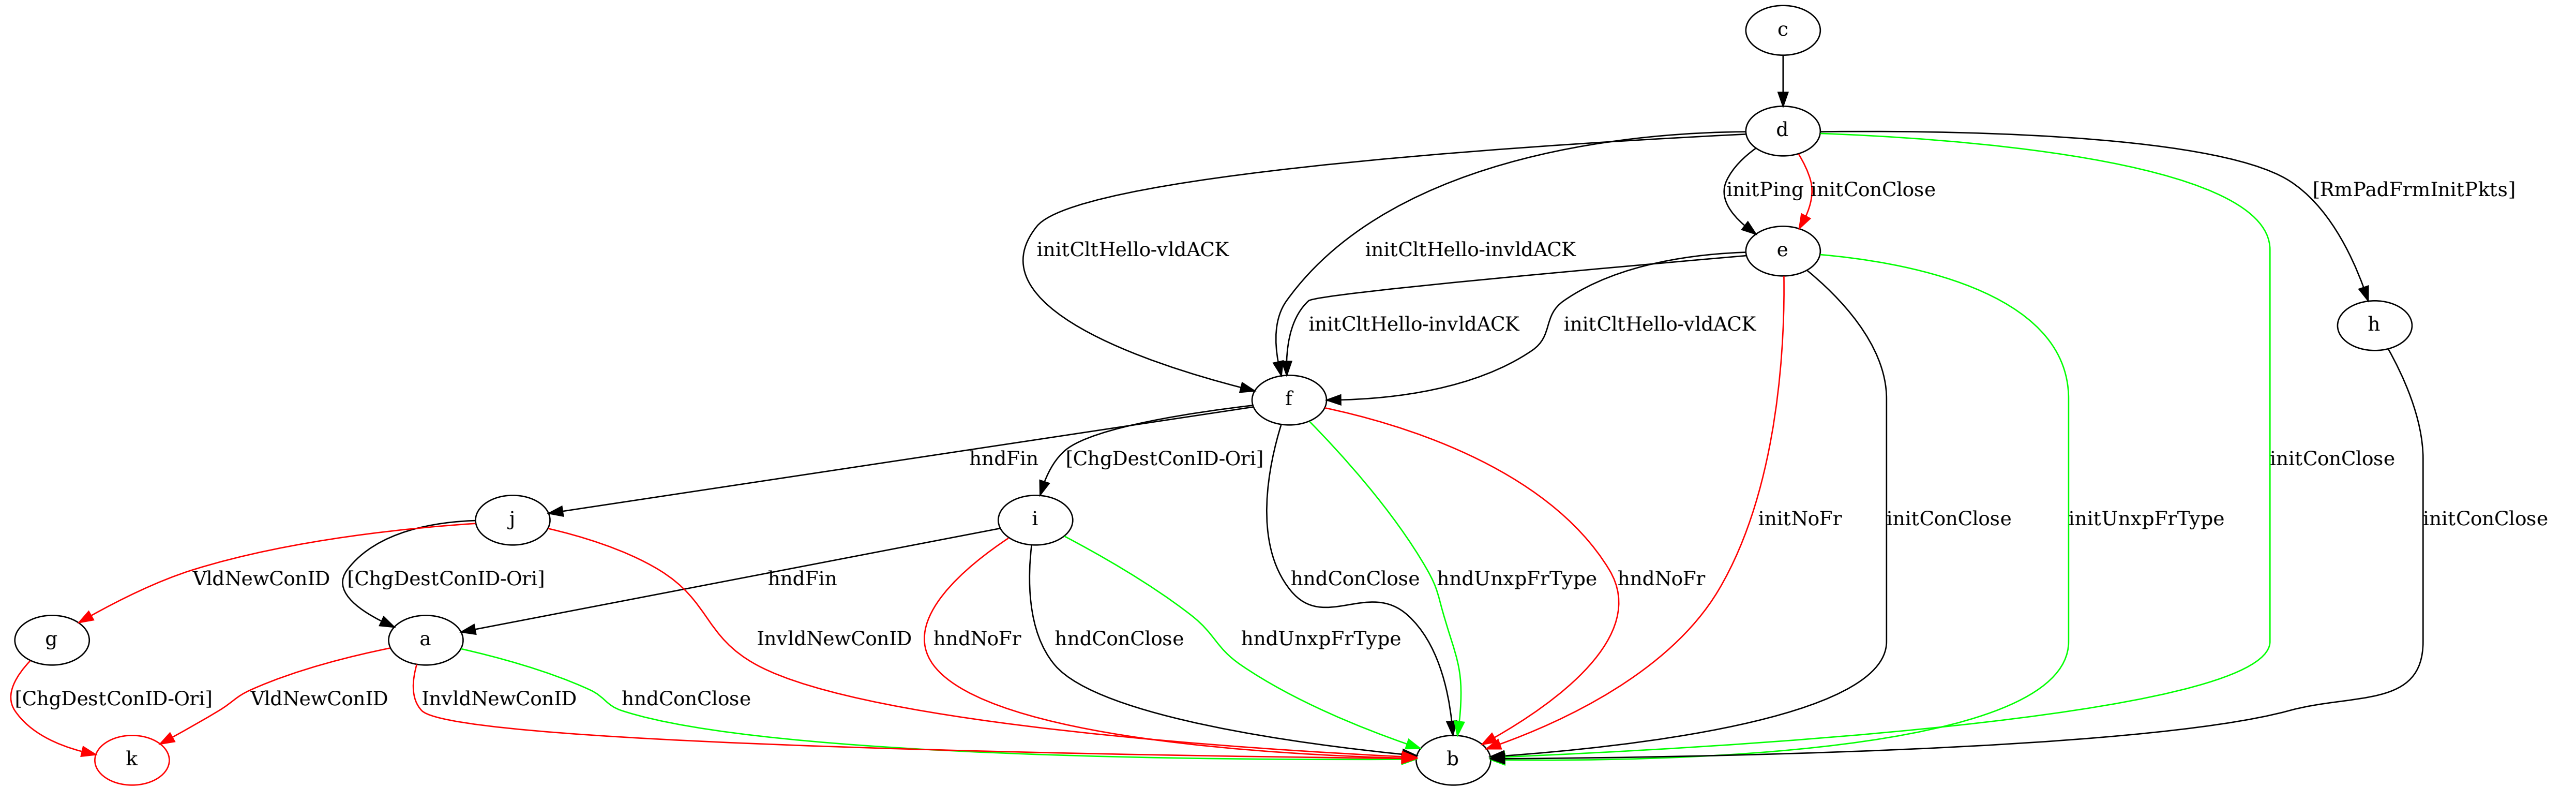 c
d
initPing
initConClose
[RmPadFrmInitPkts]
initCltHello-vldACK
initCltHello-invldACK
e
initCltHello-invldACK
initCltHello-vldACK
h
f
hndFin
[ChgDestConID-Ori]
initConClose
j
i
initNoFr
initConClose
initUnxpFrType
initConClose
VldNewConID
[ChgDestConID-Ori]
hndFin
hndConClose
hndUnxpFrType
hndNoFr
g
a
InvldNewConID
hndNoFr
hndConClose
hndUnxpFrType
[ChgDestConID-Ori]
VldNewConID
InvldNewConID
hndConClose
k
b